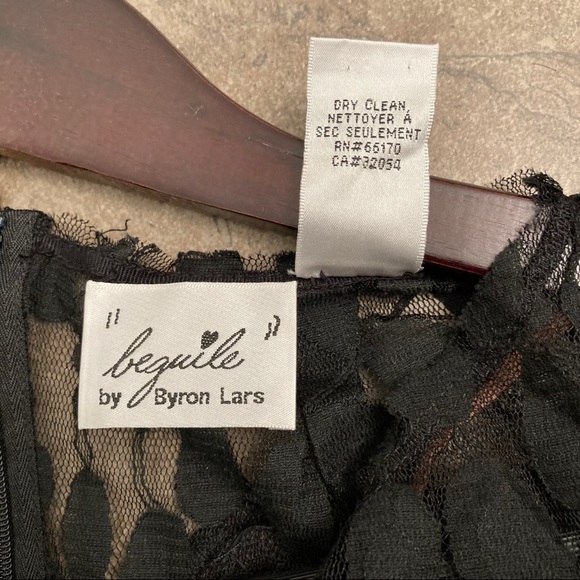 DRY CLEAN
NETTOYER À
SEC SEULEMENT
RN#66170
CA#32054
"beguile"
by Byron Lars